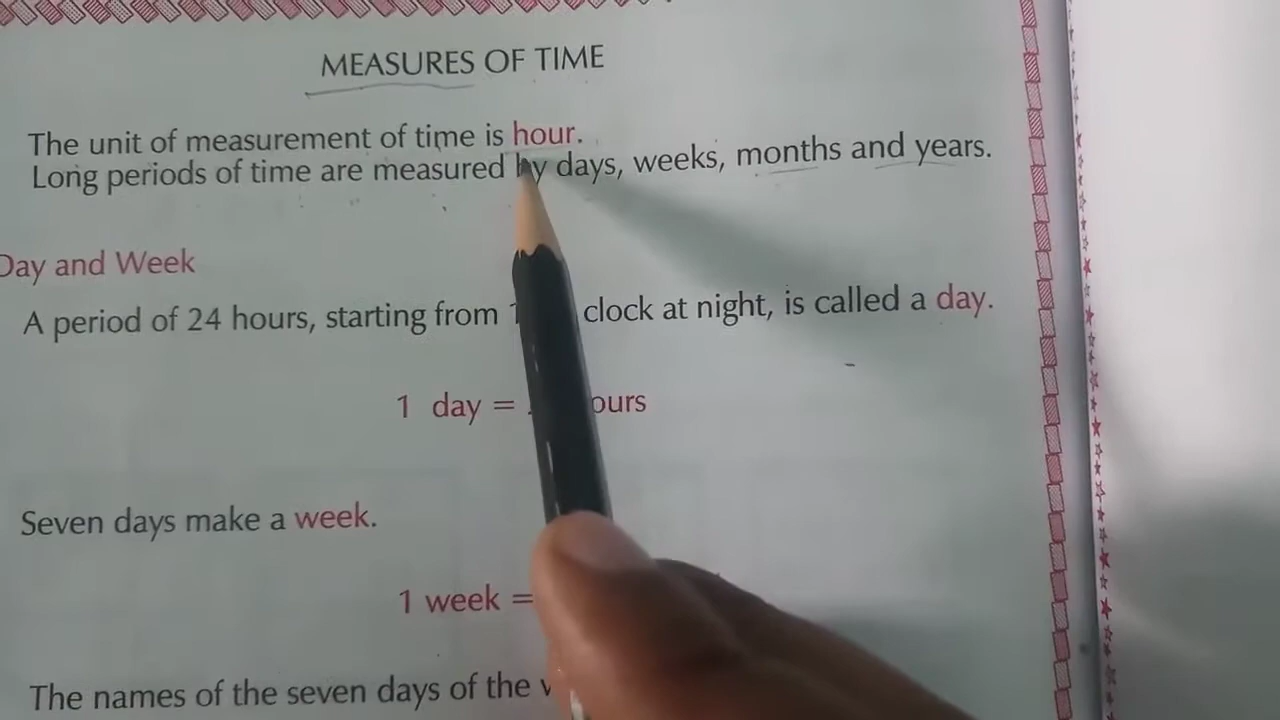 MEASURES OF TIME
The unit of measurement of time is hour.
Long periods of time are measured by days, weeks, months and years.
Day and Week
A period of 24 hours, starting from clock at night, is called a day.
1 day = ours
Seven days make a week.
1 week =
The names of the seven days of the